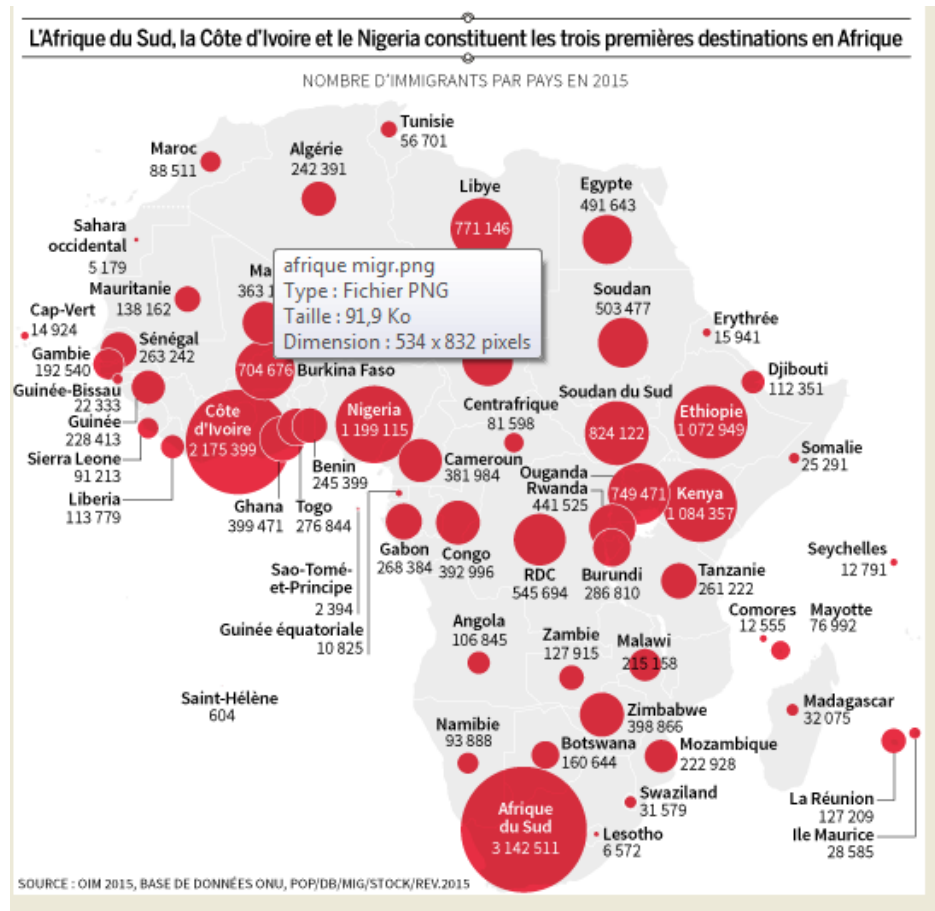 L'Afrique du Sud, la Côte d'Ivoire et le Nigeria constituent les trois premières destinations en Afrique
NOMBRE D'IMMIGRANTS PAR PAYS EN 2015
Tunisie
56 701
Maroc
88 511
Algérie
242 391
Libye
771 146
Egypte
491 643
Sahara
occidental
5 179
afrique migr.png
Type : Fichier PNG
Taille : 91,9 Ko
Dimension : 534 x 832 pixels
Ma
363 1
Mauritanie
138 162
Soudan
503 477
Cap-Vert
14 924
Erythrée
15 941
Sénégal
263 242
Gambie
192 540
Djibouti
112 351
704 676 Burkina Faso
Guinée-Bissau
22 333
Soudan du Sud
824 122
Centrafrique
81 598
Côte
d'Ivoire
2 175 399
Nigeria
1 199 115
Ethiopie
1 072 949
Guinée
228 413
Somalie
25 291
Sierra Leone
91 213
Benin
245 399
Cameroun
381 984
Ouganda
749 471
Rwanda
441 525
Kenya
1 084 357
Liberia
113 779
Ghana
399 471
Togo
276 844
Gabon
268 384
Congo
392 996
RDC
545 694
Burundi
286 810
Tanzanie
261 222
Seychelles
12 791
Sao-Tomé-
et-Principe
2 394
Comores
12 555
Mayotte
76 992
Guinée équatoriale
10 825
Angola
106 845
Zambie
127 915
Malawi
215 158
Saint-Hélène
604
Zimbabwe
398 866
Madagascar
32 075
Namibie
93 888
Botswana
160 644
Mozambique
222 928
Swaziland
31 579
La Réunion
127 209
Afrique
du Sud
3 142 511
Lesotho
6 572
Ile Maurice
28 585
SOURCE : OIM 2015, BASE DE DONNÉES ONU, POP/DB/MIG/STOCK/REV.2015